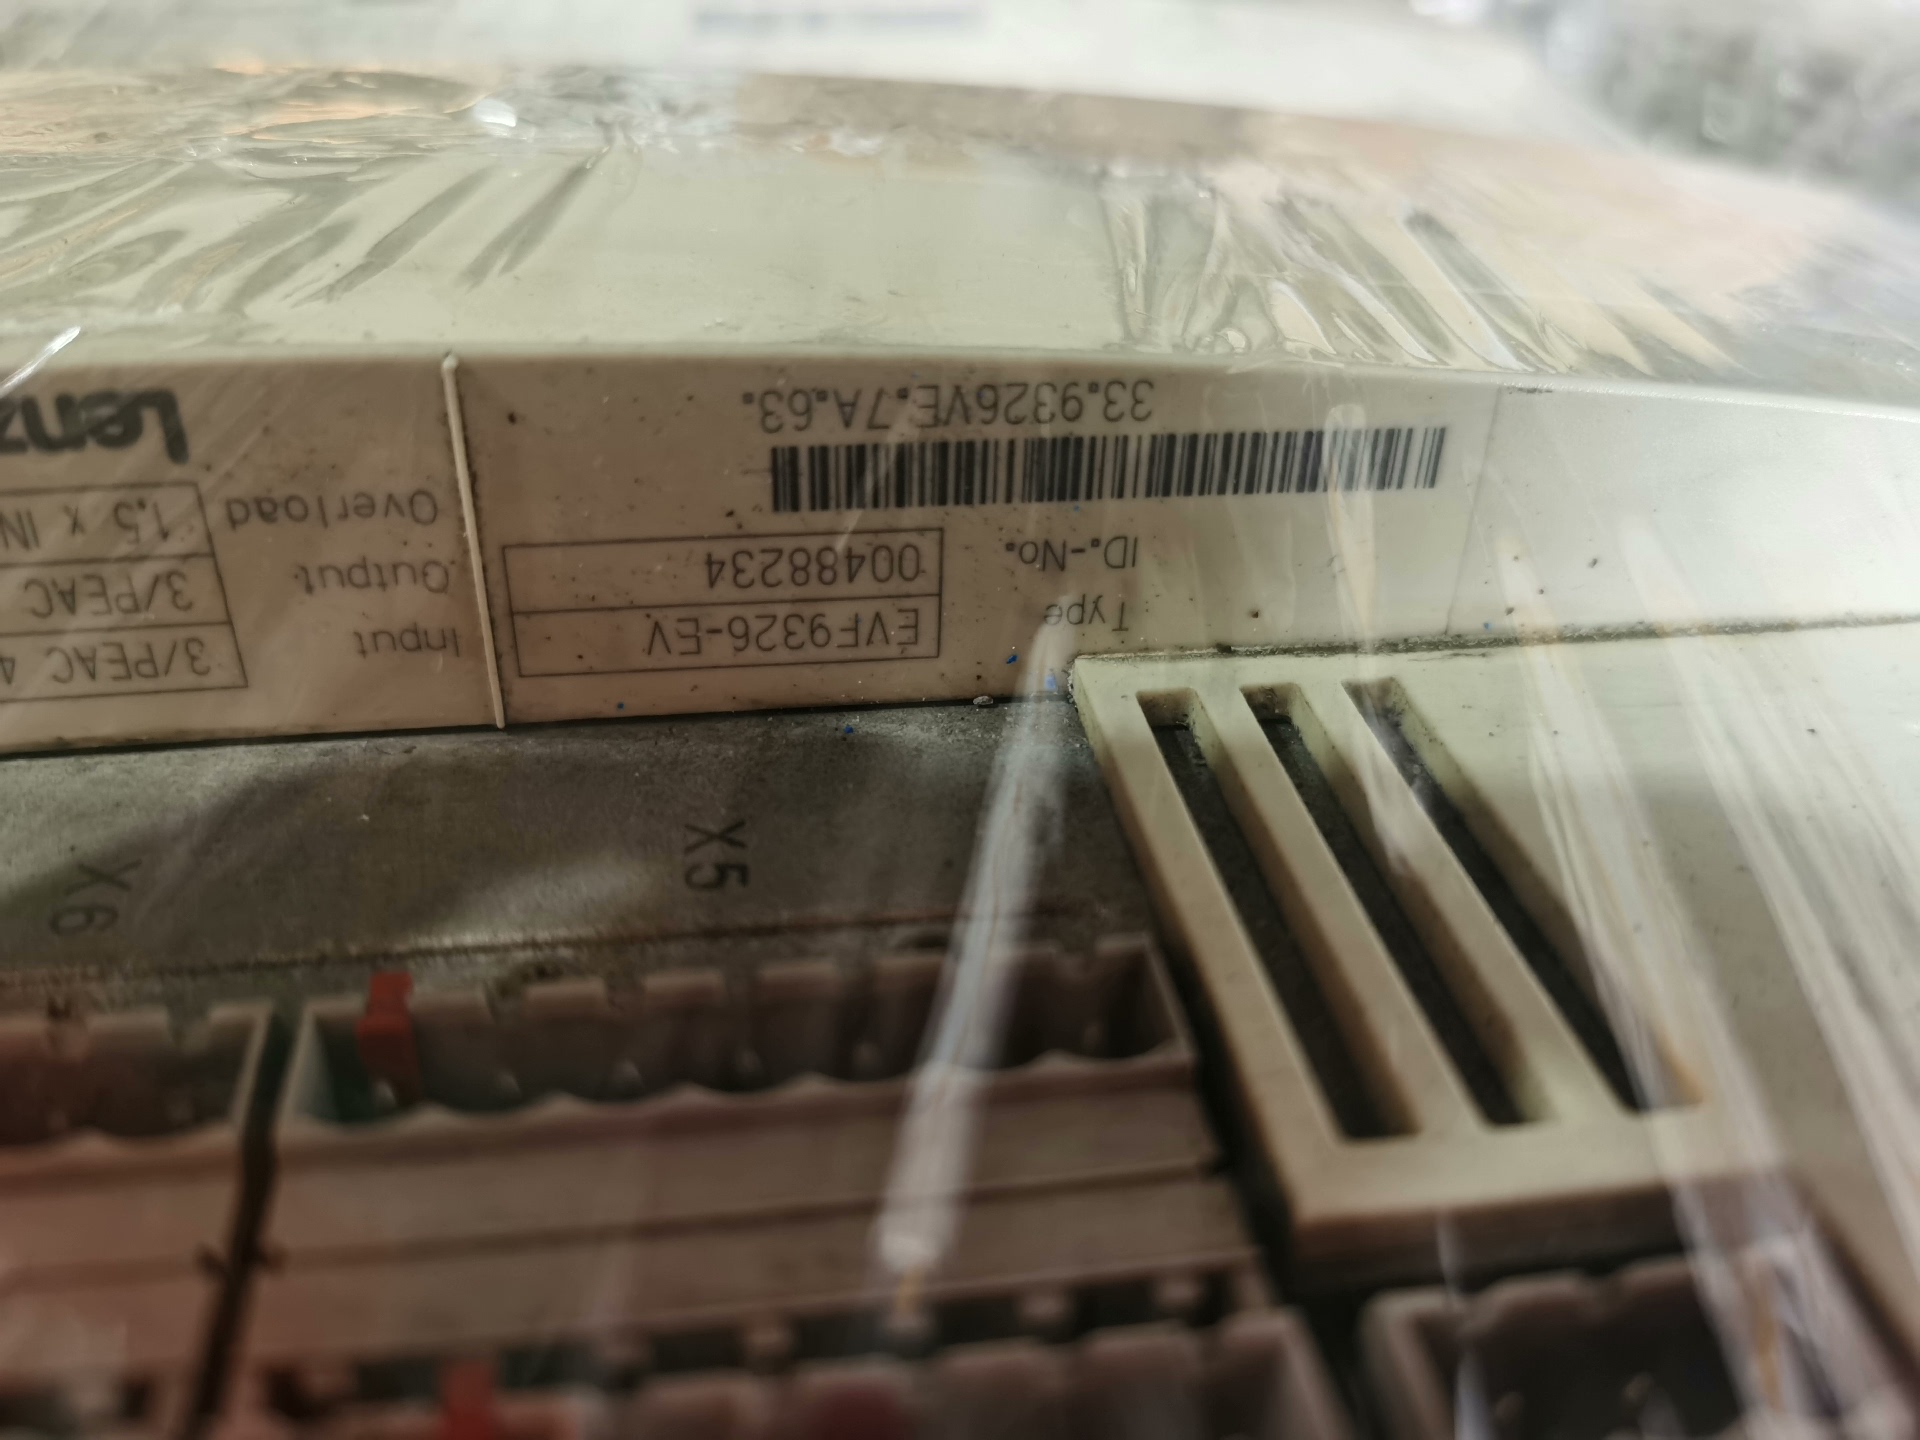 Type EVF9326-EV
ID.-No. 00488234
33.9326VE.7A.63.
Input 3/PEAC 4
Output 3/PEAC
Overload 1.5 x IN
Lenz
X5
X6